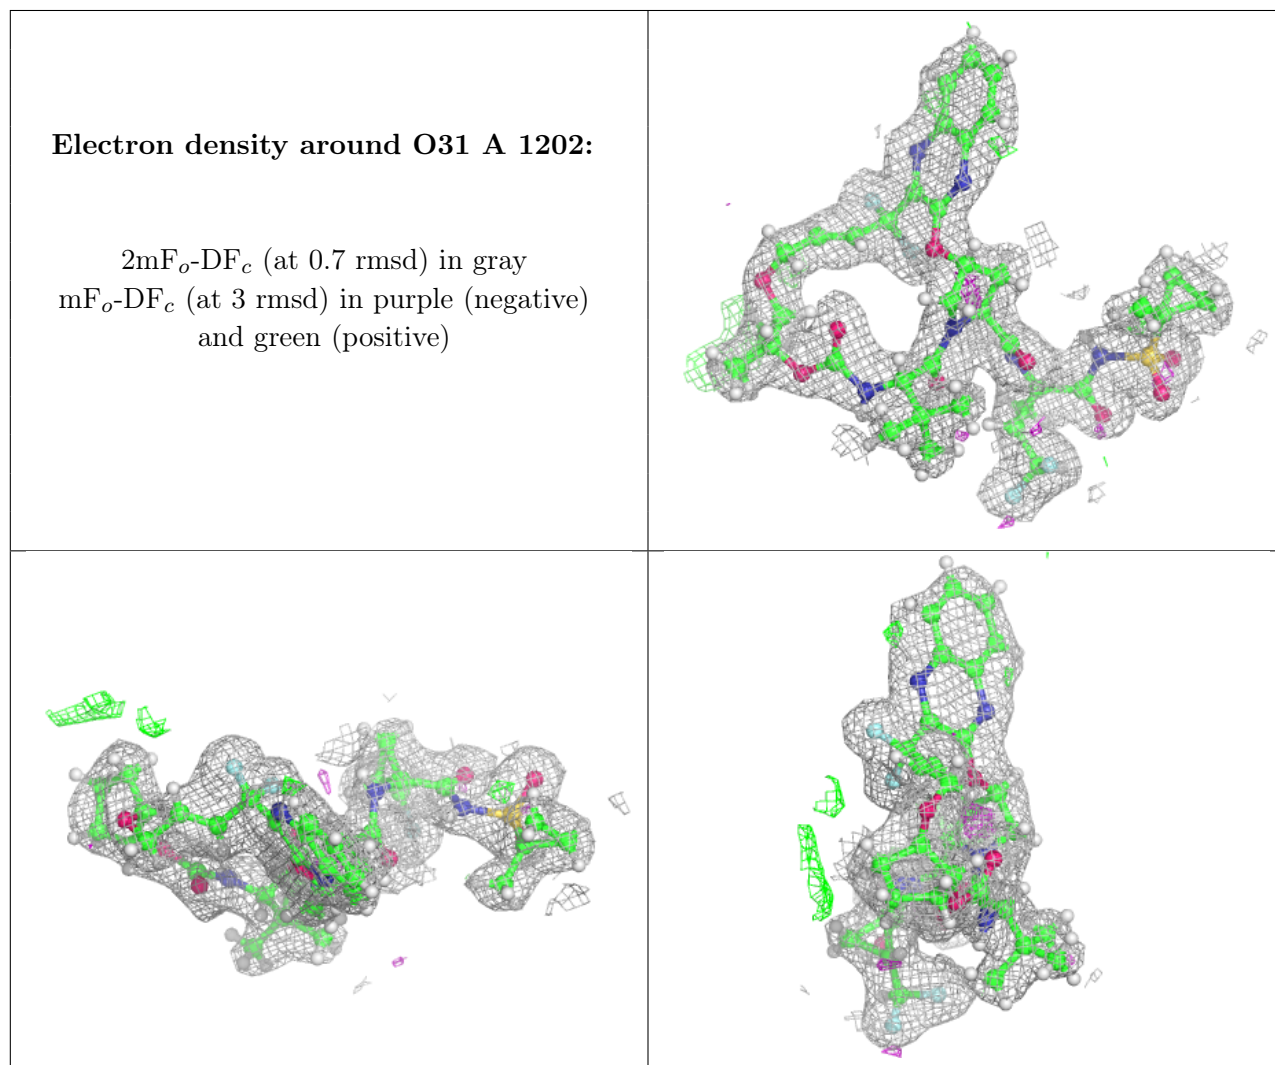 Electron density around O31 A 1202:
2mFo-DFc (at 0.7 rmsd) in gray
mFo-DFc (at 3 rmsd) in purple (negative)
and green (positive)